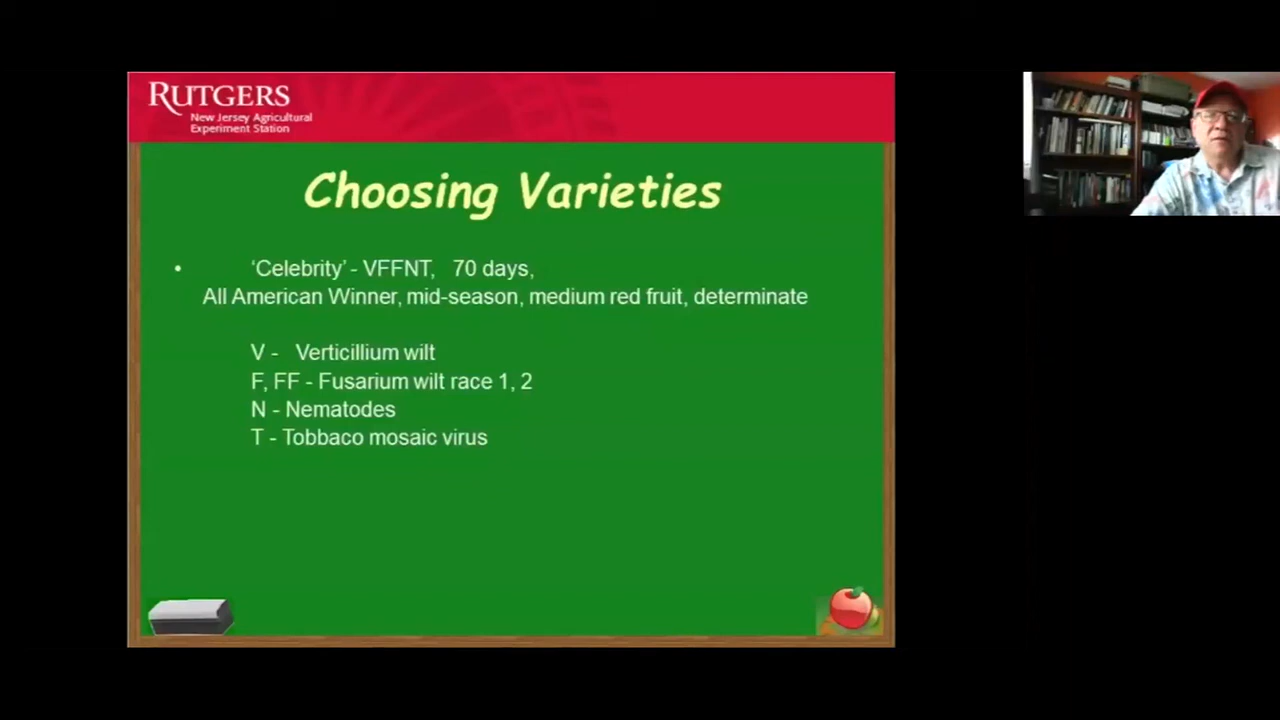 RUTGERS
New Jersey Agricultural
Experiment Station
Choosing Varieties
• ‘Celebrity’ - VFFNT, 70 days,
All American Winner, mid-season, medium red fruit, determinate
V - Verticillium wilt
F, FF - Fusarium wilt race 1, 2
N - Nematodes
T - Tobbaco mosaic virus